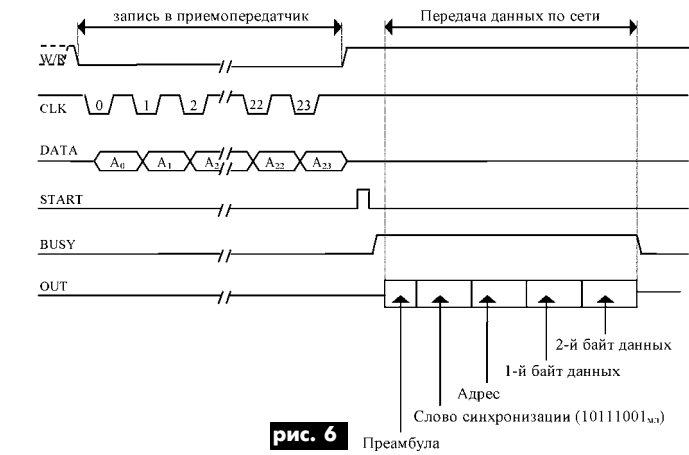 запись в приемопередатчик
Передача данных по сети
W/R
CLK 0 1 2 22 23
DATA A0 A1 A2 A22 A23
START
BUSY
OUT
2-й байт данных
1-й байт данных
Адрес
Слово синхронизации (10111001мл)
Преамбула
рис. 6